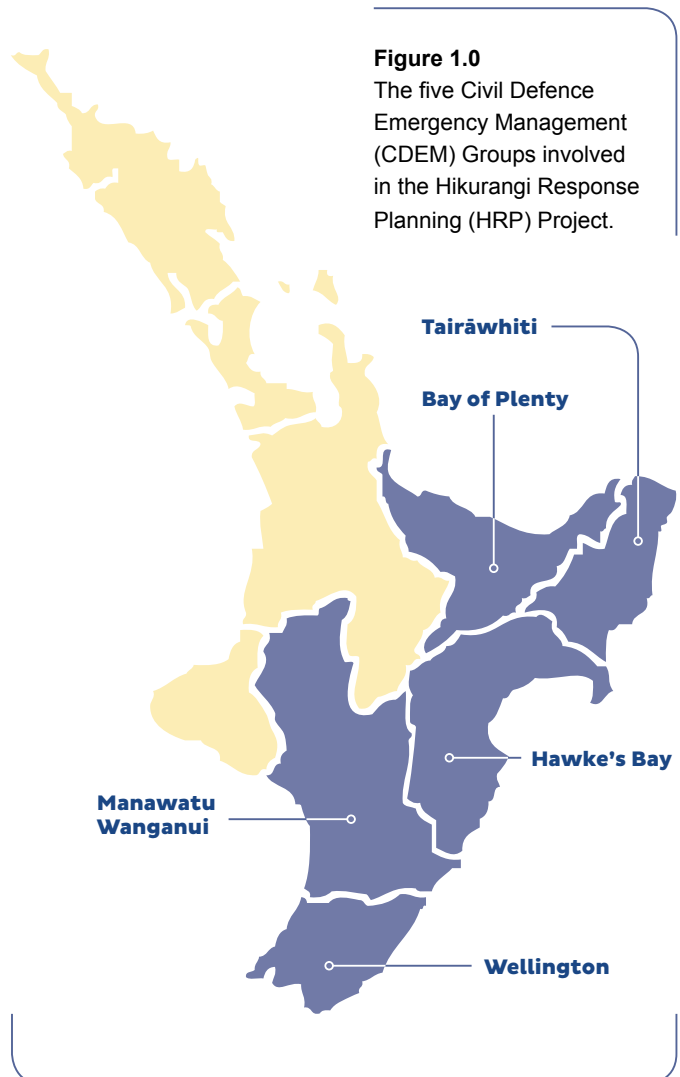 Figure 1.0
The five Civil Defence
Emergency Management
(CDEM) Groups involved
in the Hikurangi Response
Planning (HRP) Project.
Tairāwhiti
Bay of Plenty
Hawke’s Bay
Manawatu
Wanganui
Wellington